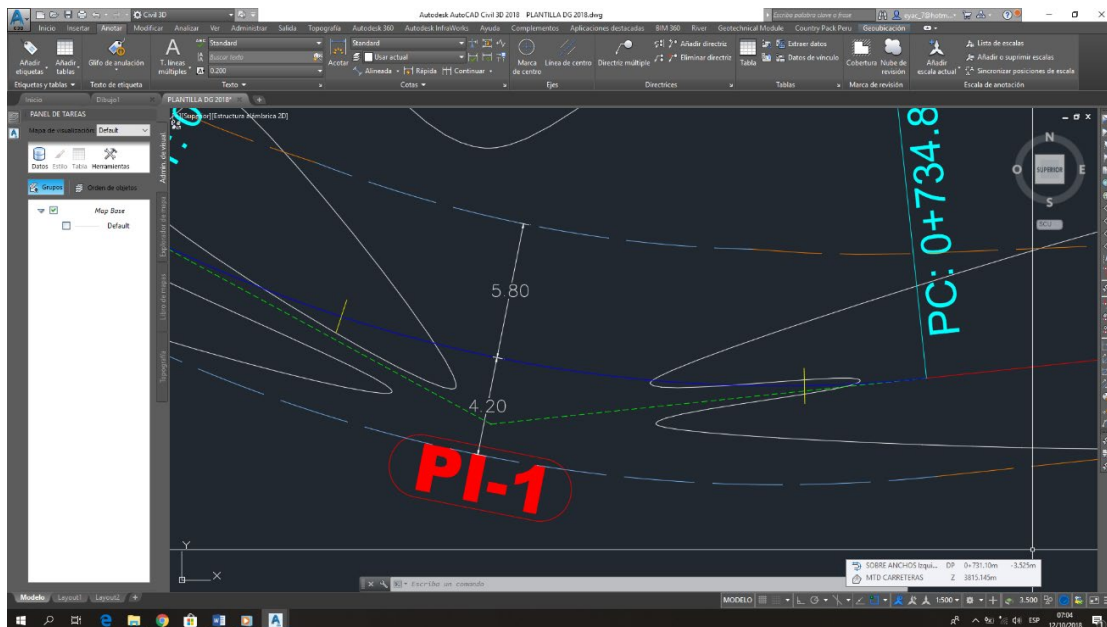 Civil 3D
Autodesk AutoCAD Civil 3D 2018 PLANTILLA DG 2018.dwg
Escriba palabra clave o frase
Inicio Insertar Anotar Modificar Analizar Ver Administrar Salida Topografía Autodesk 360 Autodesk InfraWorks Ayuda Complementos Aplicaciones destacadas BIM 360 River Geotechnical Module Country Pack Peru Geoubicación
Añadir etiquetas
Añadir tablas
Glifo de anulación
T. líneas múltiples
Standard
Buscar texto
0.200
Acotar
Standard
Usar actual
Alineada Rápida Continuar
Marca de centro
Línea de centro
Directriz múltiple
Añadir directriz
Eliminar directriz
Tabla
Extraer datos
Datos de vínculo
Cobertura
Nube de revisión
Añadir escala actual
Lista de escalas
Añadir o suprimir escalas
Sincronizar posiciones de escala
Etiquetas y tablas Texto de etiqueta Texto Cotas Ejes Directrices Tablas Marca de revisión Escala de anotación
Inicio Dibujo1 PLANTILLA DG 2018*
PANEL DE TAREAS
Mapa de visualización: Default
Datos Estilo Tabla Herramientas
Grupos Orden de objetos
Map Base
Default
Admin. de visual.
Explorador de mapa
Libro de mapas
Topografía
[Superior][Estructura alámbrica 2D]
N
O SUPERIOR E
S
SCU
PC: 0+734.8
5.80
4.20
PI-1
Y
X
Escriba un comando
SOBRE ANCHOS Izqui... DP 0+731.10m -3.525m
MTD CARRETERAS Z 3815.145m
Modelo Layout1 Layout2 +
MODELO 1:500 3.500
ESP 07:04
12/10/2018